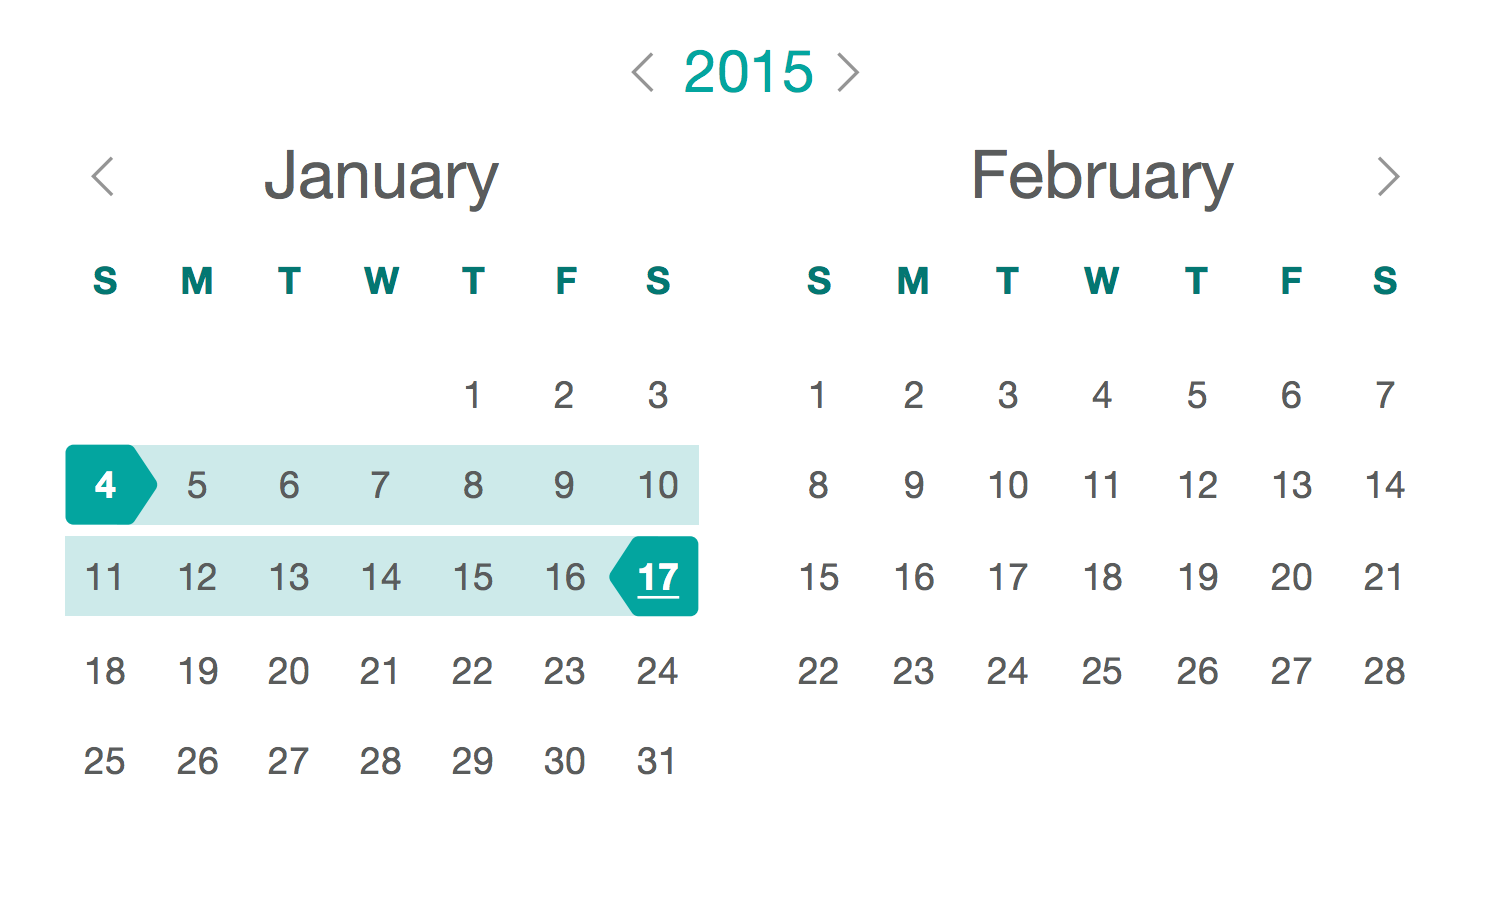 2015
January
S M T W T F S
1 2 3
4 5 6 7 8 9 10
11 12 13 14 15 16 17
18 19 20 21 22 23 24
25 26 27 28 29 30 31
February
S M T W T F S
1 2 3 4 5 6 7
8 9 10 11 12 13 14
15 16 17 18 19 20 21
22 23 24 25 26 27 28